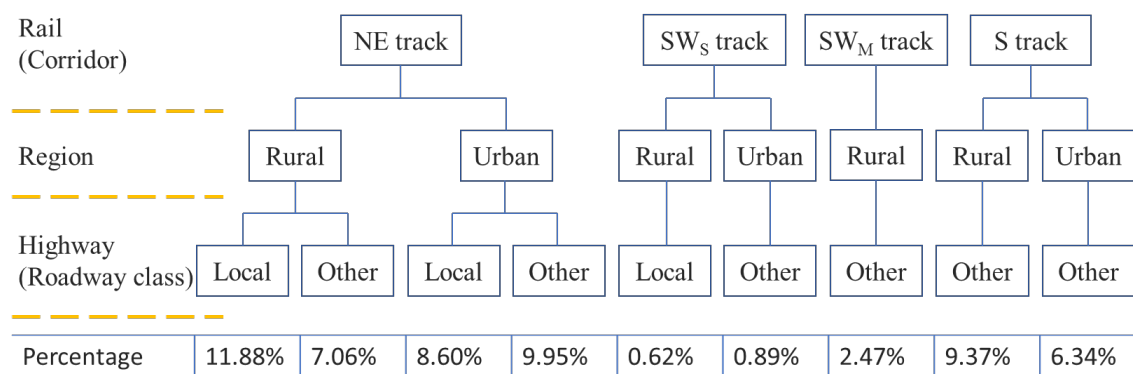 Rail
(Corridor)
NE track
SWS track
SWM track
S track
Region
Rural
Urban
Rural
Urban
Rural
Rural
Urban
Highway
(Roadway class)
Local
Other
Local
Other
Local
Other
Other
Other
Other
Percentage 11.88% 7.06% 8.60% 9.95% 0.62% 0.89% 2.47% 9.37% 6.34%